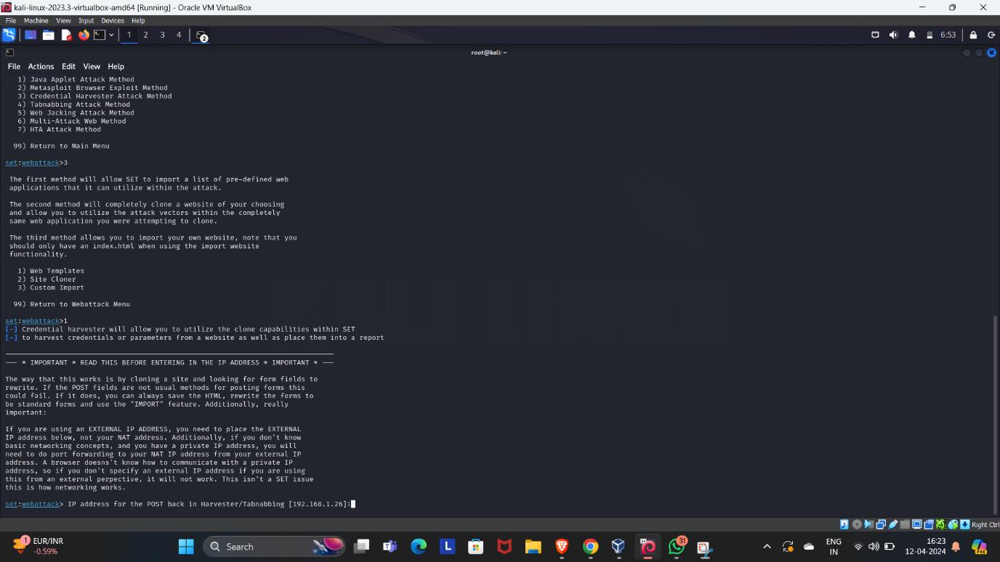 kali-linux-2023.3-virtualbox-amd64 [Running] - Oracle VM VirtualBox
File Machine View Input Devices Help
1 2 3 4 2 6:53
root@kali: ~
File Actions Edit View Help
1) Java Applet Attack Method
2) Metasploit Browser Exploit Method
3) Credential Harvester Attack Method
4) Tabnabbing Attack Method
5) Web Jacking Attack Method
6) Multi-Attack Web Method
7) HTA Attack Method
99) Return to Main Menu
set:webattack>3
The first method will allow SET to import a list of pre-defined web
applications that it can utilize within the attack.
The second method will completely clone a website of your choosing
and allow you to utilize the attack vectors within the completely
same web application you were attempting to clone.
The third method allows you to import your own website, note that you
should only have an index.html when using the import website
functionality.
1) Web Templates
2) Site Cloner
3) Custom Import
99) Return to Webattack Menu
set:webattack>1
[-] Credential harvester will allow you to utilize the clone capabilities within SET
[-] to harvest credentials or parameters from a website as well as place them into a report
--- * IMPORTANT * READ THIS BEFORE ENTERING IN THE IP ADDRESS * IMPORTANT * ---
The way that this works is by cloning a site and looking for form fields to
rewrite. If the POST fields are not usual methods for posting forms this
could fail. If it does, you can always save the HTML, rewrite the forms to
be standard forms and use the "IMPORT" feature. Additionally, really
important:
If you are using an EXTERNAL IP ADDRESS, you need to place the EXTERNAL
IP address below, not your NAT address. Additionally, if you don't know
basic networking concepts, and you have a private IP address, you will
need to do port forwarding to your NAT IP address from your external IP
address. A browser doesns't know how to communicate with a private IP
address, so if you don't specify an external IP address if you are using
this from an external perpective, it will not work. This isn't a SET issue
this is how networking works.
set:webattack> IP address for the POST back in Harvester/Tabnabbing [192.168.1.26]:
Right Ctrl
1 EUR/INR
-0.59%
Search
31
ENG
IN
16:23
12-04-2024
PRE